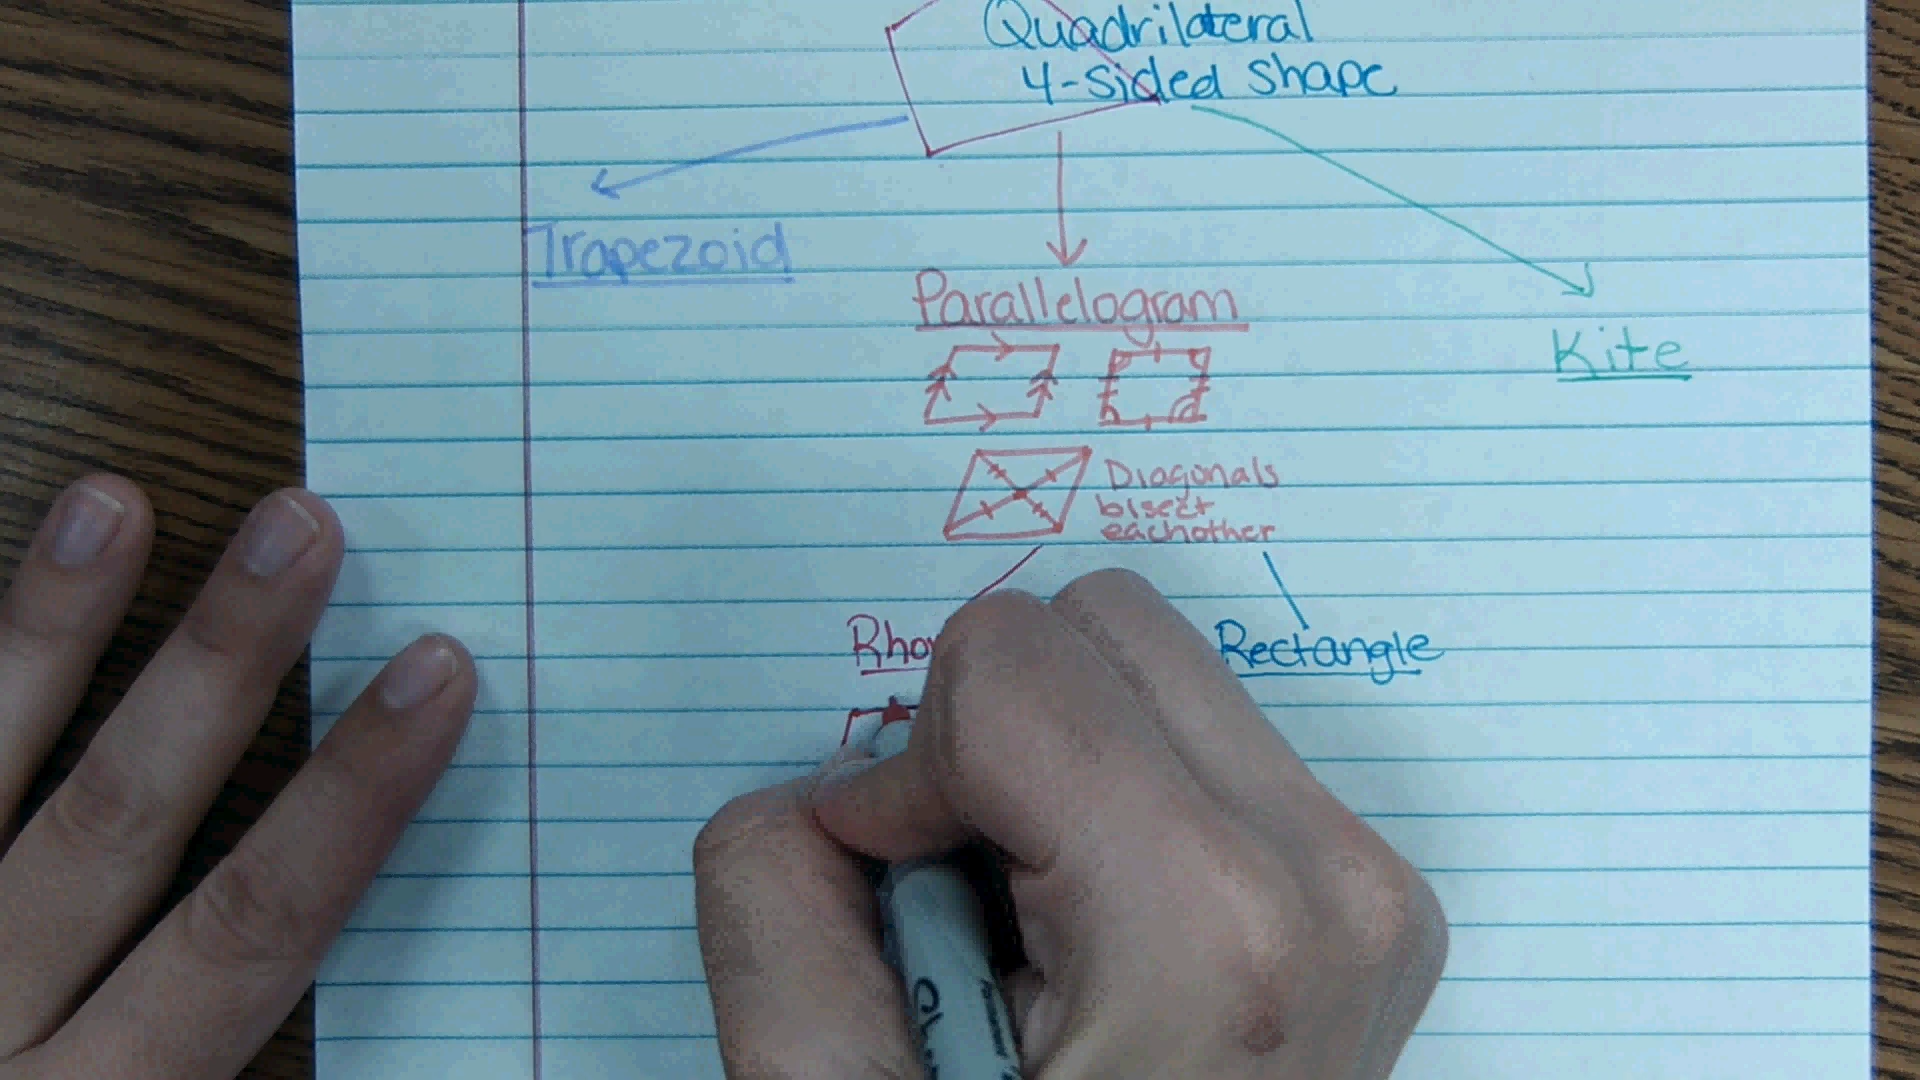 Quadrilateral
4-sided shape
Trapezoid
Parallelogram
Kite
Diagonals
bisect
eachother
Rectangle